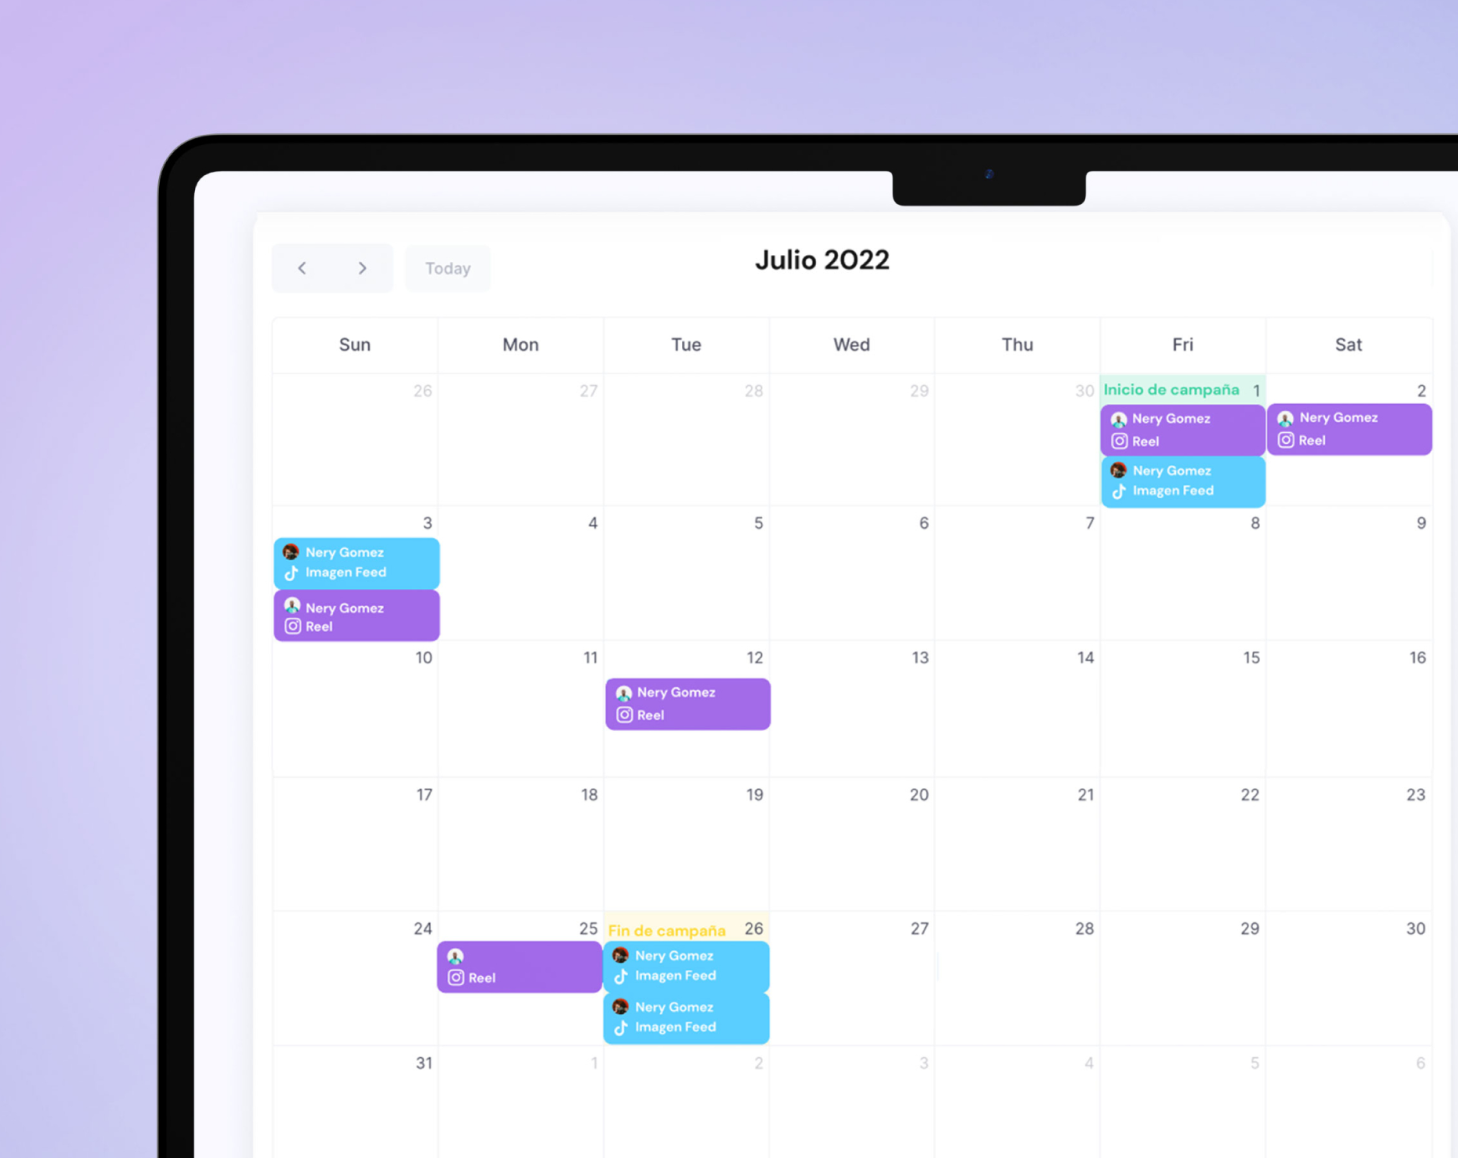 Today
Julio 2022
Sun Mon Tue Wed Thu Fri Sat
26 27 28 29 30 Inicio de campaña 1 2
Nery Gomez
Reel
Nery Gomez
Imagen Feed
Nery Gomez
Reel
3 4 5 6 7 8 9
Nery Gomez
Imagen Feed
Nery Gomez
Reel
10 11 12 13 14 15 16
Nery Gomez
Reel
17 18 19 20 21 22 23
24 25 Fin de campaña 26 27 28 29 30
Reel
Nery Gomez
Imagen Feed
Nery Gomez
Imagen Feed
31 1 2 3 4 5 6